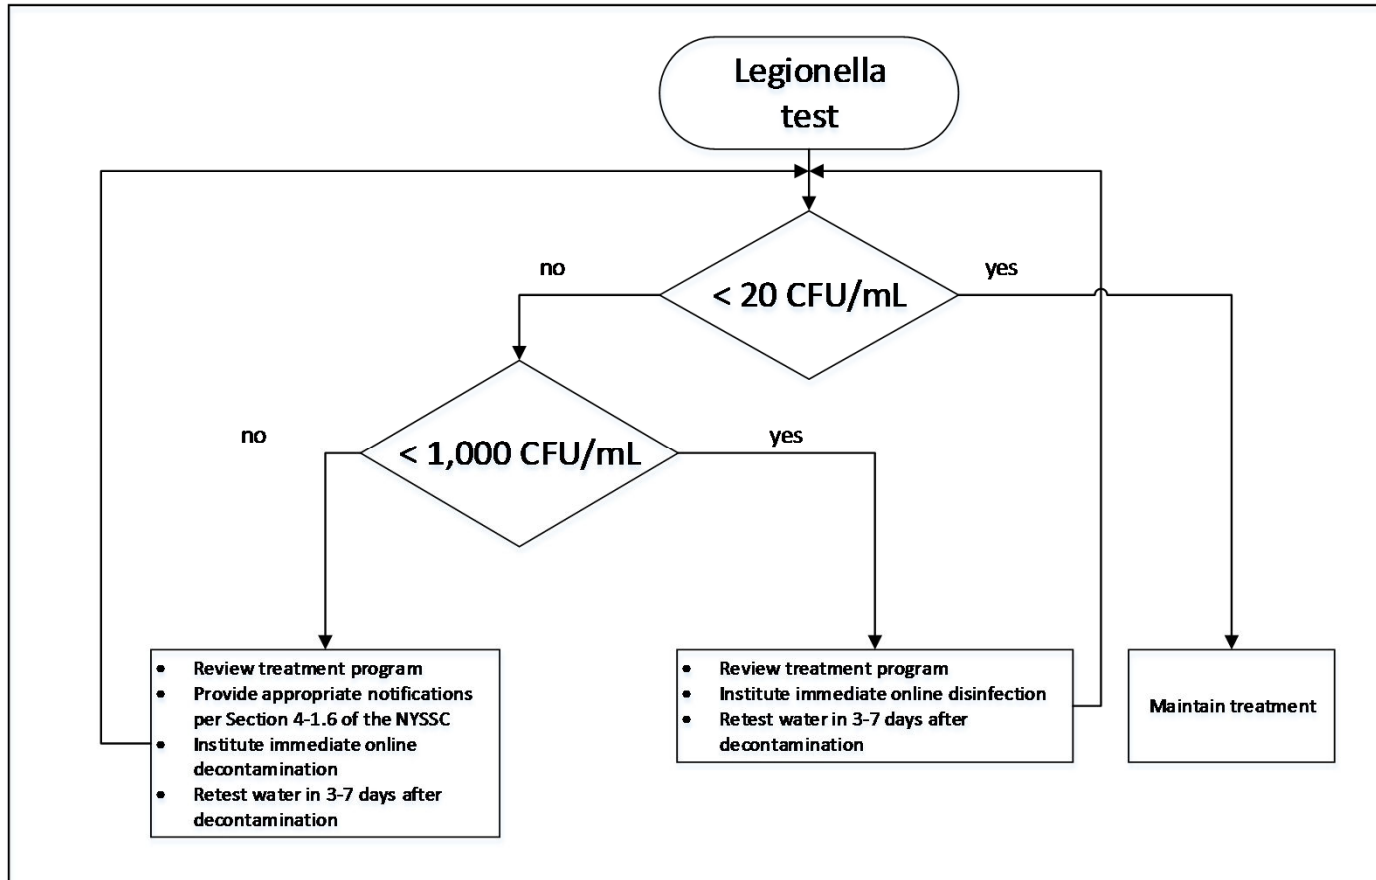 Legionella
test
no
< 20 CFU/mL
yes
no
< 1,000 CFU/mL
yes
• Review treatment program
• Provide appropriate notifications
per Section 4-1.6 of the NYSSC
• Institute immediate online
decontamination
• Retest water in 3-7 days after
decontamination
• Review treatment program
• Institute immediate online disinfection
• Retest water in 3-7 days after
decontamination
Maintain treatment